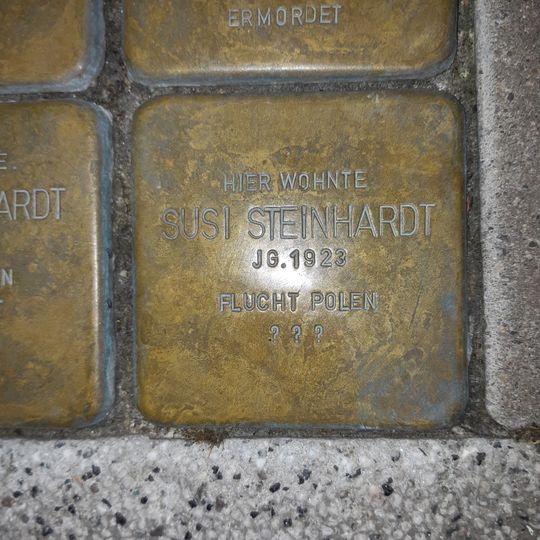 ERMORDET
E.
ARDT
N
HIER WOHNTE
SUSI STEINHARDT
JG. 1923
FLUCHT POLEN
? ? ?